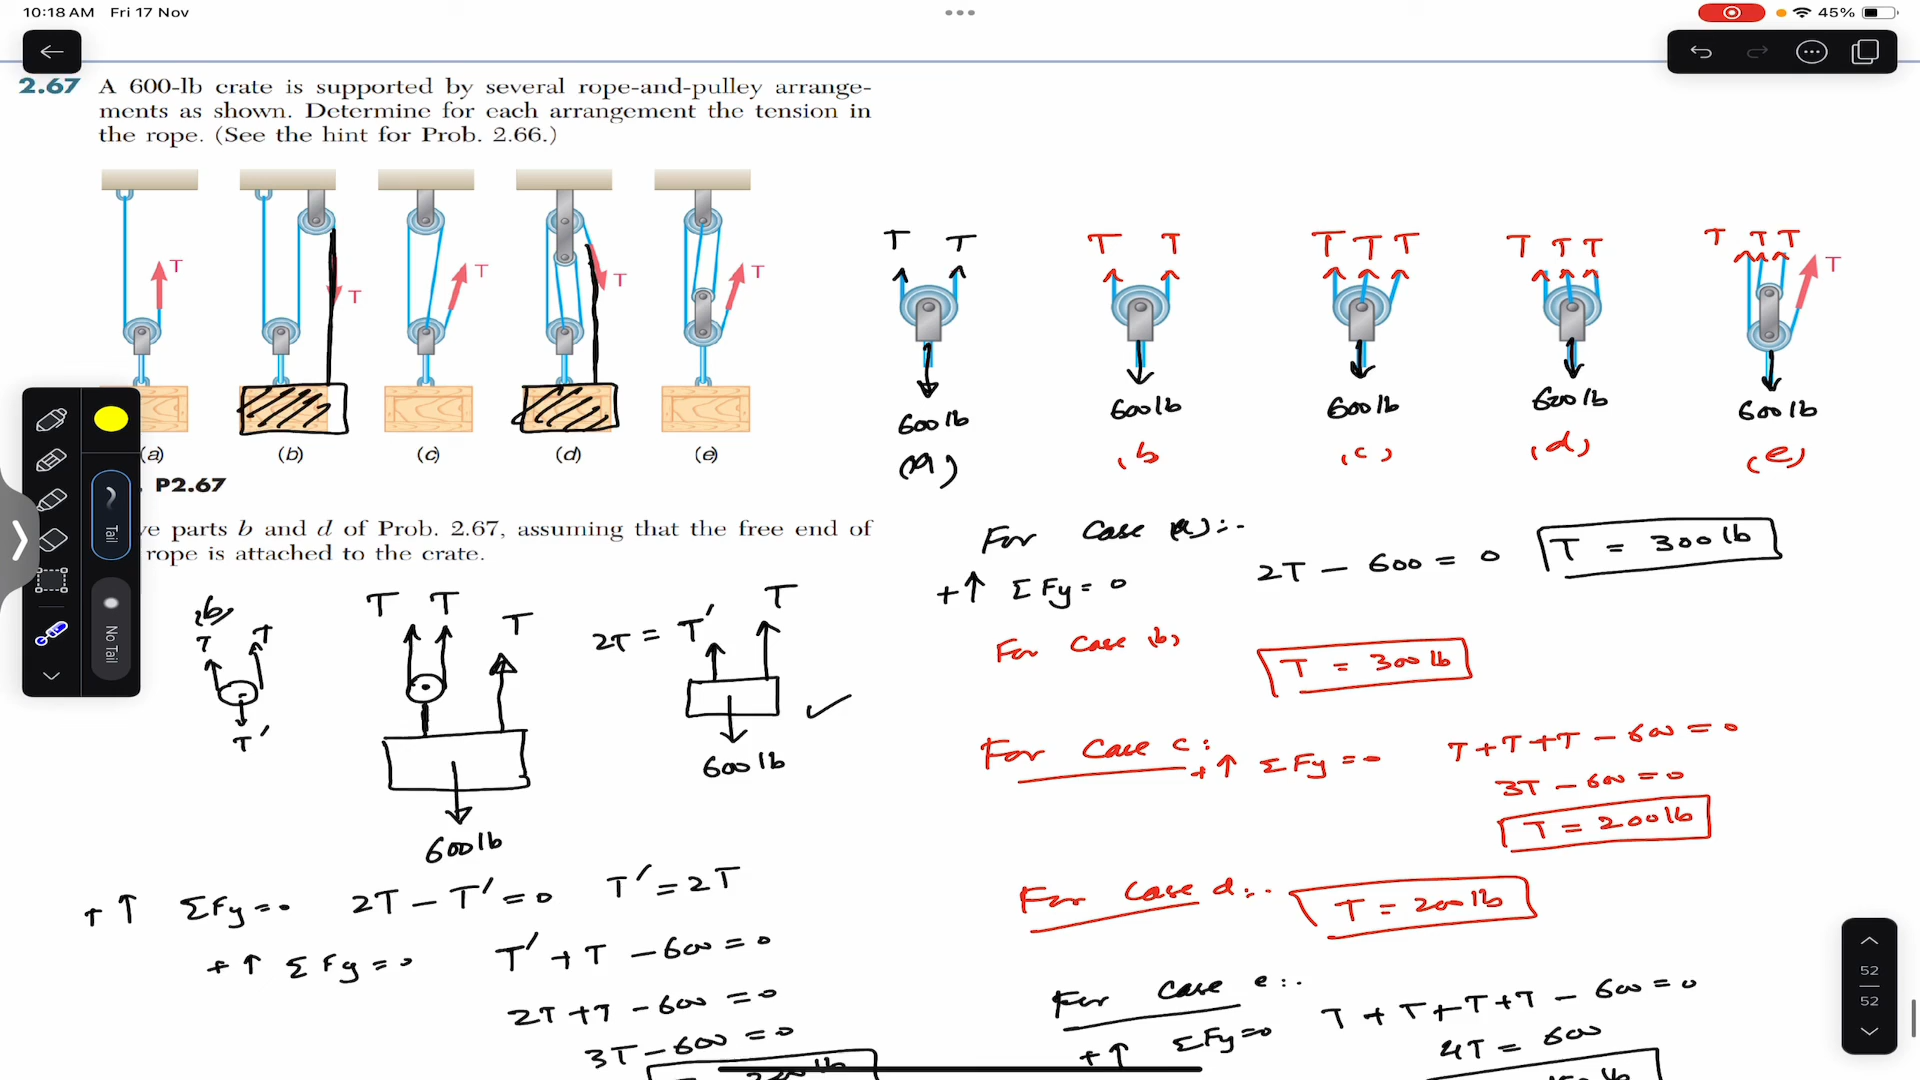 10:18 AM Fri 17 Nov
45%
2.67 A 600-lb crate is supported by several rope-and-pulley arrange-
ments as shown. Determine for each arrangement the tension in
the rope. (See the hint for Prob. 2.66.)
T T T T T
(a) (b) (c) (d) (e)
P2.67
T T
600 lb
(a)
T T
600 lb
(b
T T T
600 lb
(c)
T T T
600 lb
(d)
T T T T
600 lb
(e)
ve parts b and d of Prob. 2.67, assuming that the free end of
rope is attached to the crate.
Tail
No Tail
(b)
T T
T'
T T T
600 lb
2T = T' T
600 lb
+↑ ΣFy = 0 2T - T' = 0 T' = 2T
+↑ ΣFy = 0 T' + T - 600 = 0
2T + T - 600 = 0
3T - 600 = 0
For Case (a):-
+↑ ΣFy = 0 2T - 600 = 0 T = 300 lb
For Case (b)
T = 300 lb
For Case c:
+↑ ΣFy = 0 T+T+T - 600 = 0
3T - 600 = 0
T = 200 lb
For Case d:-
T = 200 lb
For Case e:-
+↑ ΣFy=0 T + T + T + T - 600 = 0
4T = 600
52
52